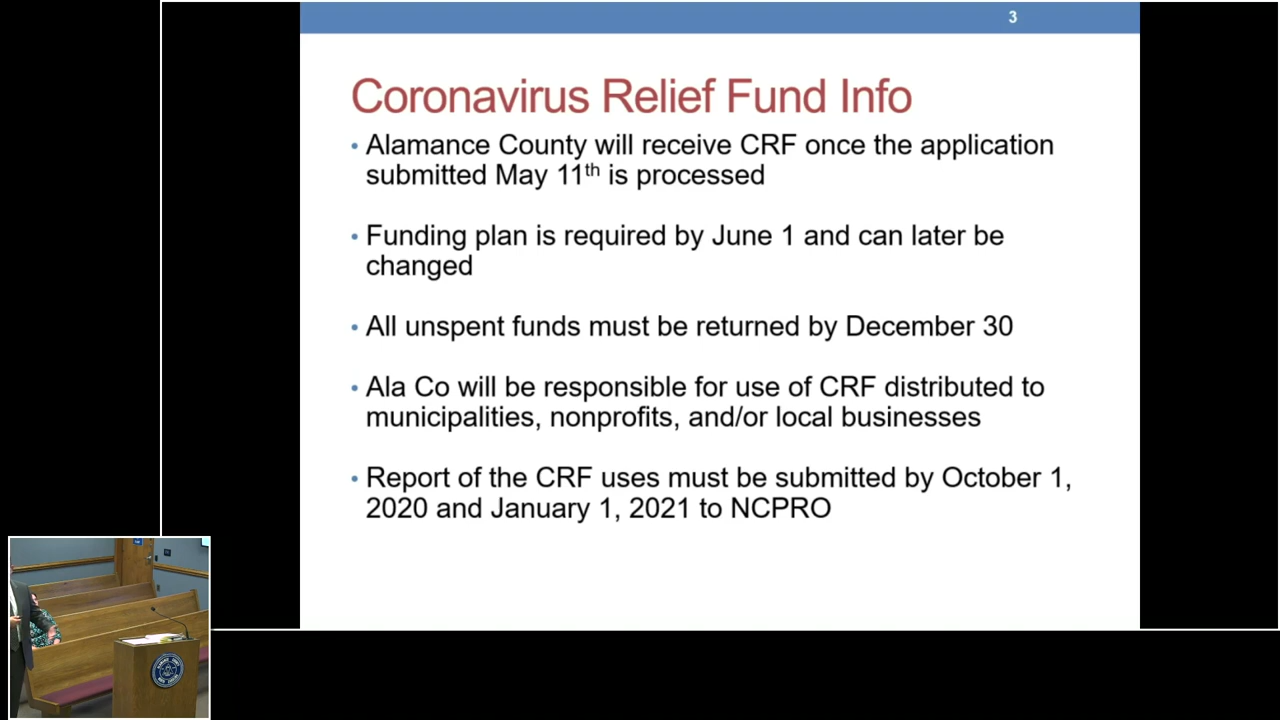 3
Coronavirus Relief Fund Info
• Alamance County will receive CRF once the application
submitted May 11th is processed
• Funding plan is required by June 1 and can later be
changed
• All unspent funds must be returned by December 30
• Ala Co will be responsible for use of CRF distributed to
municipalities, nonprofits, and/or local businesses
• Report of the CRF uses must be submitted by October 1,
2020 and January 1, 2021 to NCPRO